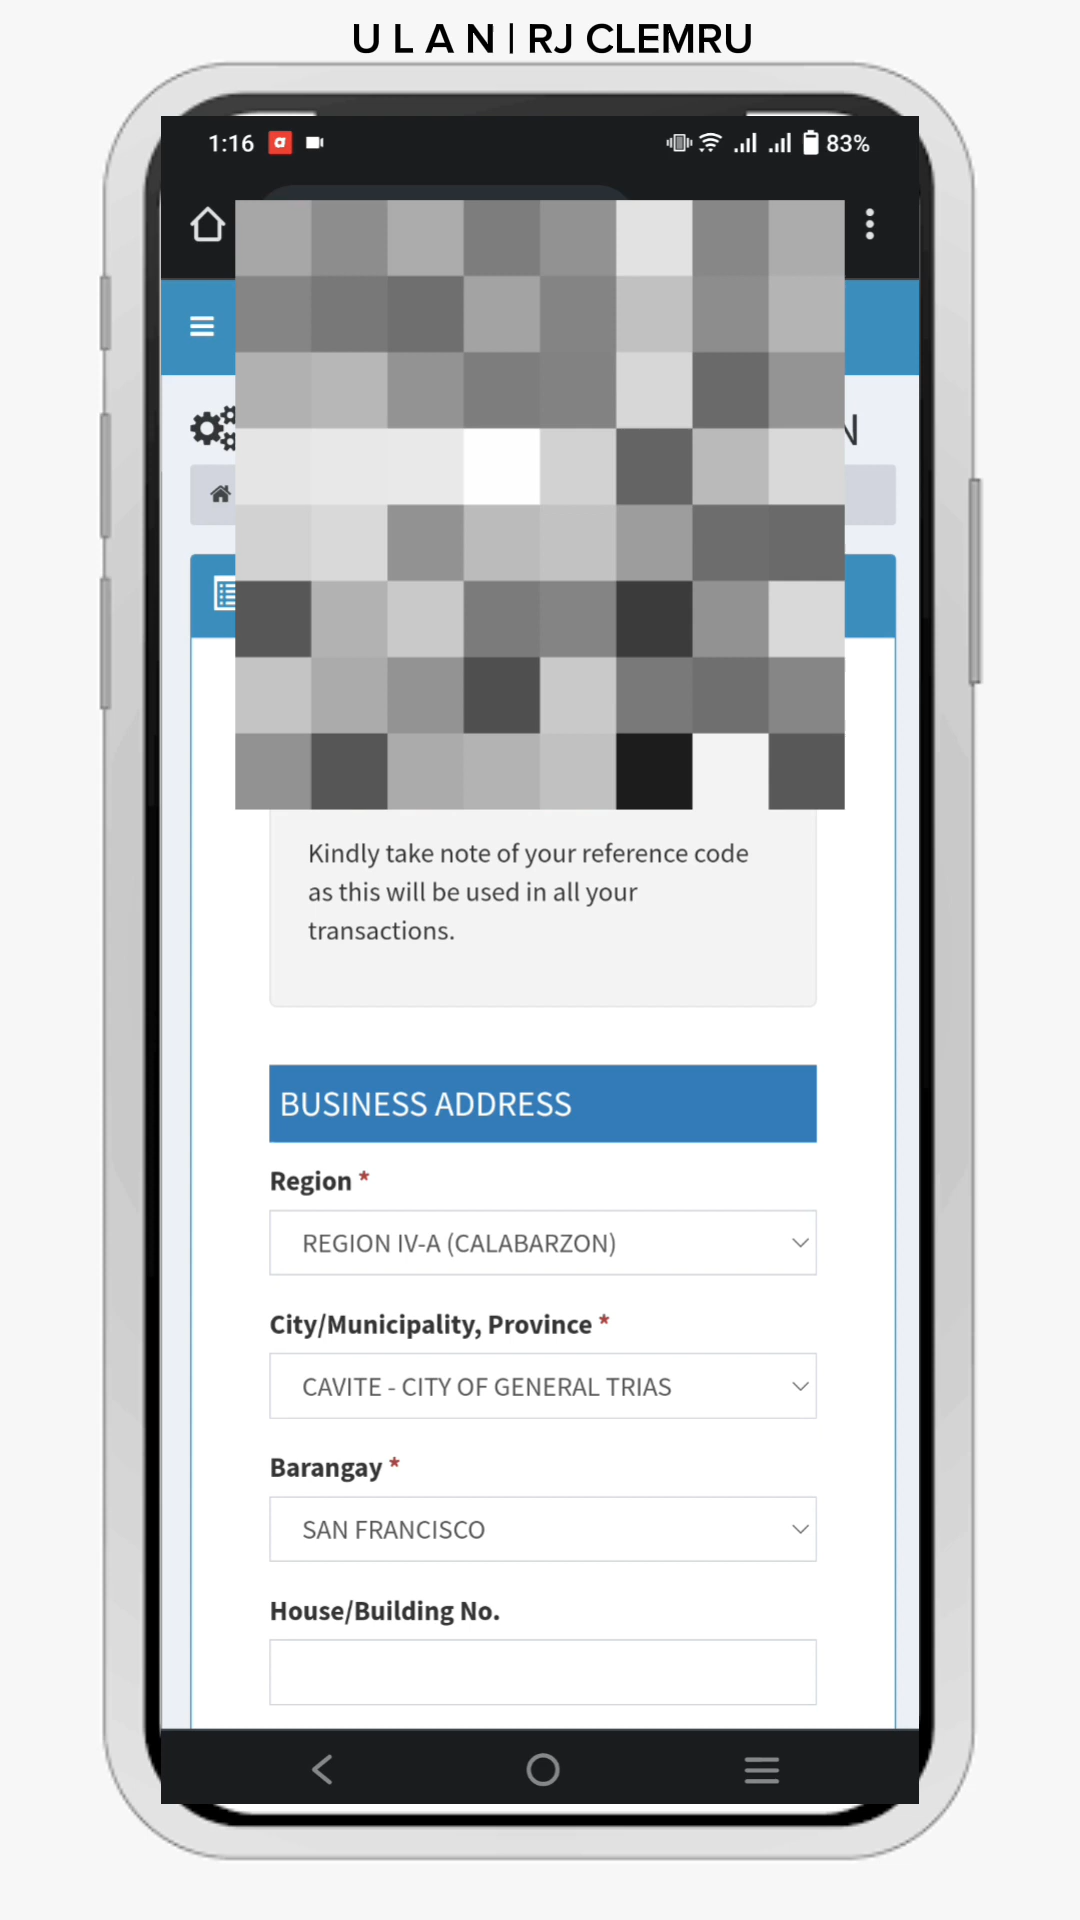 U L A N | RJ CLEMRU
1:16
83%
N
Kindly take note of your reference code
as this will be used in all your
transactions.
BUSINESS ADDRESS
Region *
REGION IV-A (CALABARZON)
City/Municipality, Province *
CAVITE - CITY OF GENERAL TRIAS
Barangay *
SAN FRANCISCO
House/Building No.